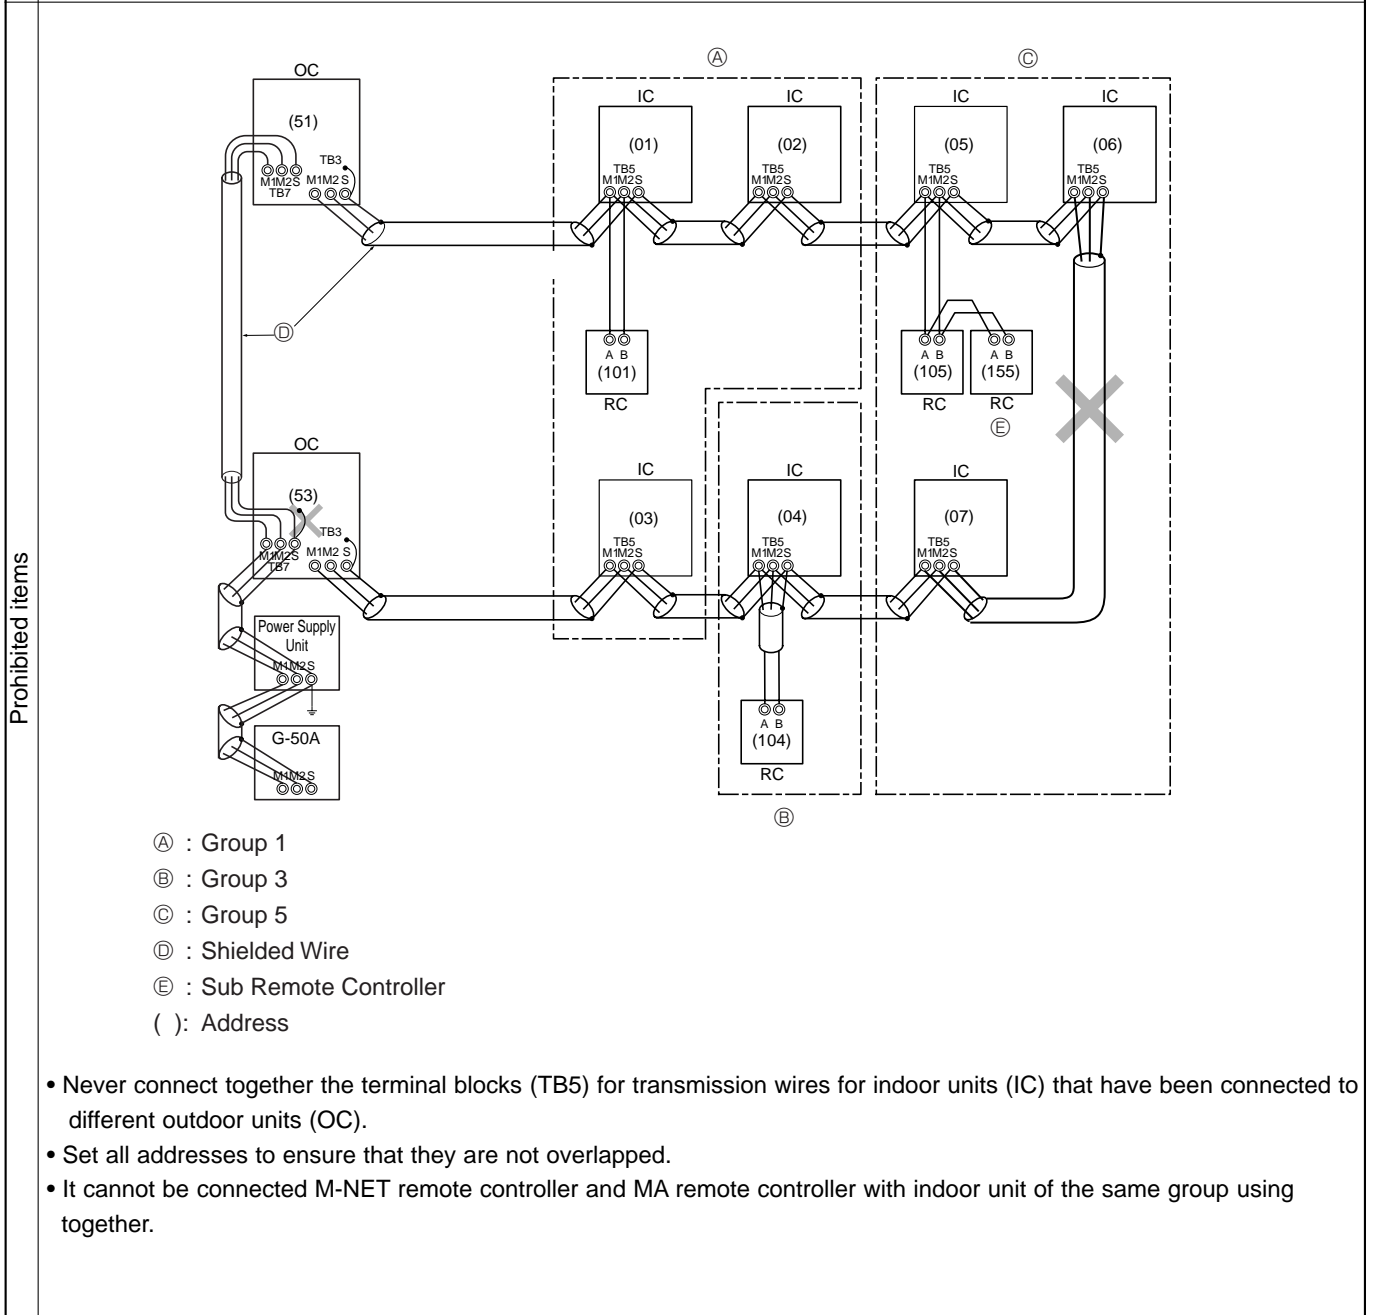 Prohibited items
Ⓐ Ⓒ
OC
(51)
TB3
M1M2S M1M2 S
TB7
IC IC IC IC
(01) (02) (05) (06)
TB5 TB5 TB5 TB5
M1M2S M1M2S M1M2S M1M2S
Ⓓ
A B A B A B
(101) (105) (155)
RC RC RC
Ⓔ
OC
(53)
TB3
M1M2S M1M2 S
TB7
IC IC IC
(03) (04) (07)
TB5 TB5 TB5
M1M2S M1M2S M1M2S
Power Supply
Unit
M1M2S
G-50A
M1M2S
A B
(104)
RC
Ⓑ
Ⓐ : Group 1
Ⓑ : Group 3
Ⓒ : Group 5
Ⓓ : Shielded Wire
Ⓔ : Sub Remote Controller
( ): Address
• Never connect together the terminal blocks (TB5) for transmission wires for indoor units (IC) that have been connected to
different outdoor units (OC).
• Set all addresses to ensure that they are not overlapped.
• It cannot be connected M-NET remote controller and MA remote controller with indoor unit of the same group using
together.